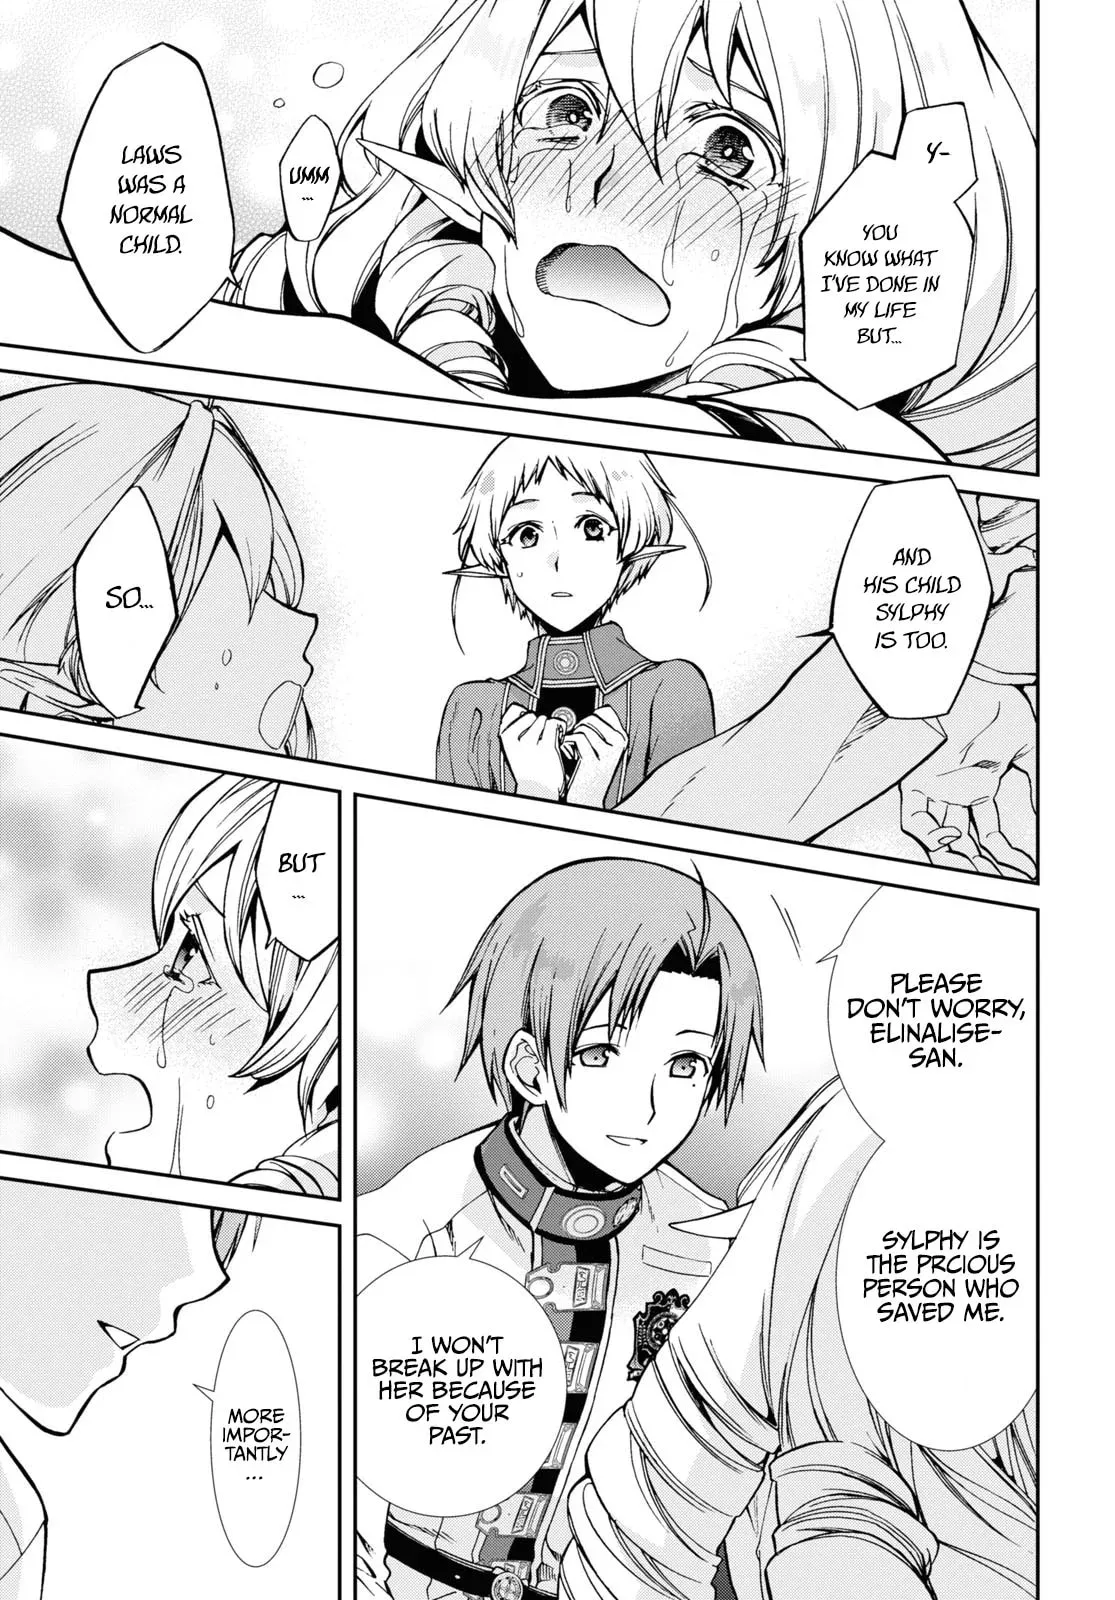 Y-
YOU
KNOW WHAT
I'VE DONE IN
MY LIFE
BUT...
UMM
...
LAWS
WAS A
NORMAL
CHILD.
AND
HIS CHILD
SYLPHY
IS TOO.
SO...
BUT
...
PLEASE
DON'T WORRY,
ELINALISE-
SAN.
SYLPHY IS
THE PRCIOUS
PERSON WHO
SAVED ME.
I WON'T
BREAK UP WITH
HER BECAUSE
OF YOUR
PAST.
MORE
IMPOR-
TANTLY
...